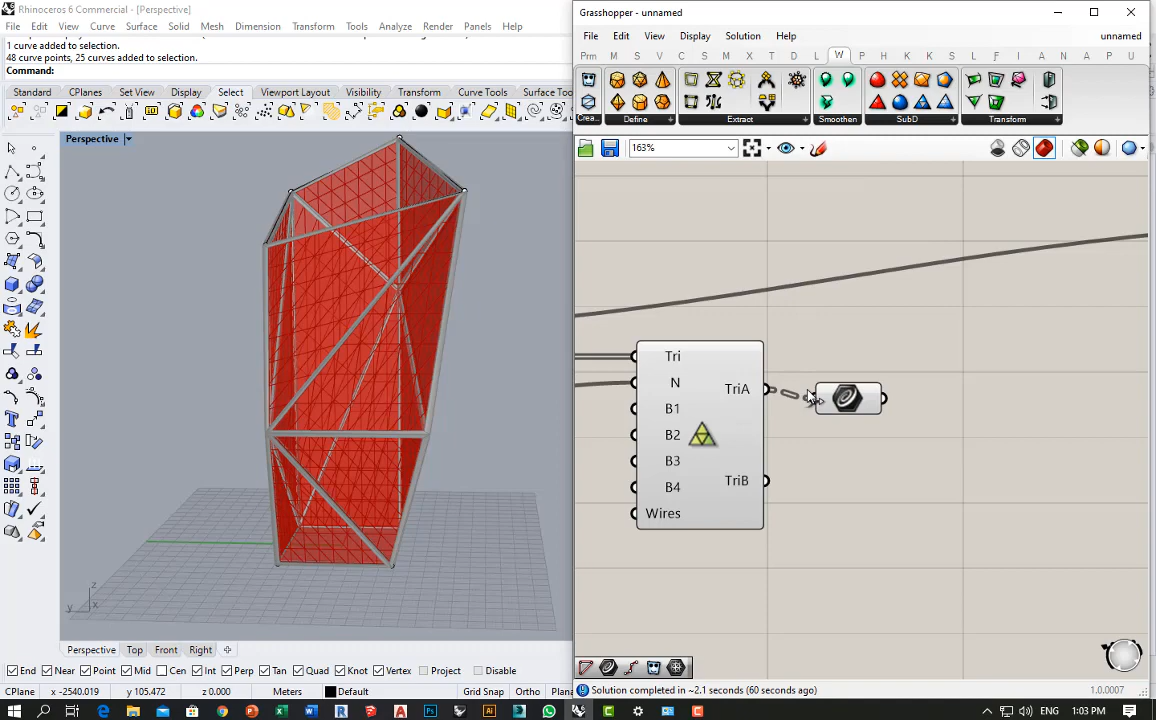 Rhinoceros 6 Commercial - [Perspective]
File Edit View Curve Surface Solid Mesh Dimension Transform Tools Analyze Render Panels Help
1 curve added to selection.
48 curve points, 25 curves added to selection.
Command:
Standard CPlanes Set View Display Select Viewport Layout Visibility Transform Curve Tools Surface Too
Perspective
z
y
x
Perspective Top Front Right
End Near Point Mid Cen Int Perp Tan Quad Knot Vertex Project Disable
CPlane x -2540.019 y 105.472 z 0.000 Meters Default Grid Snap Ortho Plana
Grasshopper - unnamed
File Edit View Display Solution Help unnamed
Prm M S V C S M X T D L W P H K S L A N A P U
Crea... Define Extract Smoothen SubD Transform
163%
Tri
N
B1
B2
B3
B4
Wires
TriA
TriB
Solution completed in ~2.1 seconds (60 seconds ago) 1.0.0007
ENG 1:03 PM